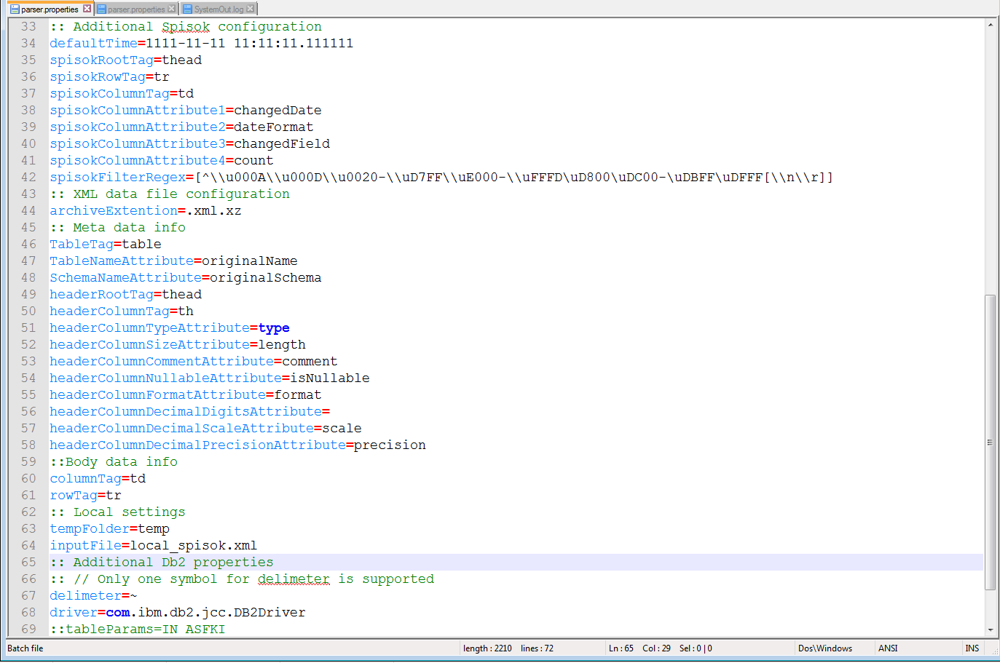 parser.properties parser.properties SystemOut.log
33 :: Additional Spisok configuration
34 defaultTime=1111-11-11 11:11:11.111111
35 spisokRootTag=thead
36 spisokRowTag=tr
37 spisokColumnTag=td
38 spisokColumnAttribute1=changedDate
39 spisokColumnAttribute2=dateFormat
40 spisokColumnAttribute3=changedField
41 spisokColumnAttribute4=count
42 spisokFilterRegex=[^\\u000A\\u000D\\u0020-\\uD7FF\\uE000-\\uFFFD\uD800\uDC00-\uDBFF\uDFFF[\\n\\r]]
43 :: XML data file configuration
44 archiveExtention=.xml.xz
45 :: Meta data info
46 TableTag=table
47 TableNameAttribute=originalName
48 SchemaNameAttribute=originalSchema
49 headerRootTag=thead
50 headerColumnTag=th
51 headerColumnTypeAttribute=type
52 headerColumnSizeAttribute=length
53 headerColumnCommentAttribute=comment
54 headerColumnNullableAttribute=isNullable
55 headerColumnFormatAttribute=format
56 headerColumnDecimalDigitsAttribute=
57 headerColumnDecimalScaleAttribute=scale
58 headerColumnDecimalPrecisionAttribute=precision
59 ::Body data info
60 columnTag=td
61 rowTag=tr
62 :: Local settings
63 tempFolder=temp
64 inputFile=local_spisok.xml
65 :: Additional Db2 properties
66 :: // Only one symbol for delimeter is supported
67 delimeter=~
68 driver=com.ibm.db2.jcc.DB2Driver
69 ::tableParams=IN ASFKI
Batch file length : 2210 lines : 72 Ln : 65 Col : 29 Sel : 0 | 0 Dos\Windows ANSI INS